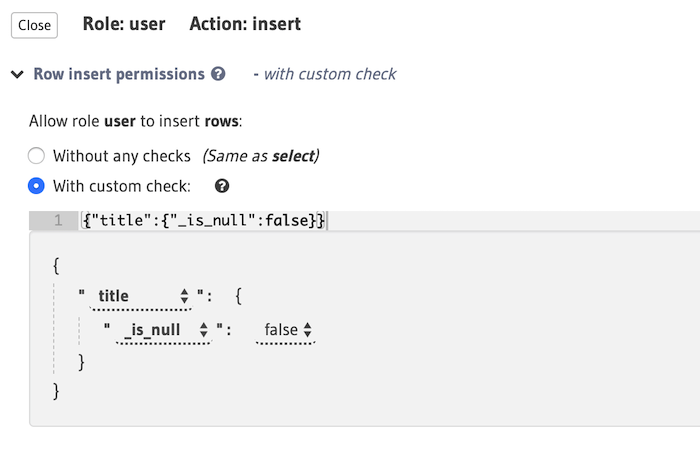 Close Role: user Action: insert
Row insert permissions ? - with custom check
Allow role user to insert rows:
Without any checks (Same as select)
With custom check: ?
1 {"title":{"_is_null":false}}
{
" title ": {
" _is_null ": false
}
}